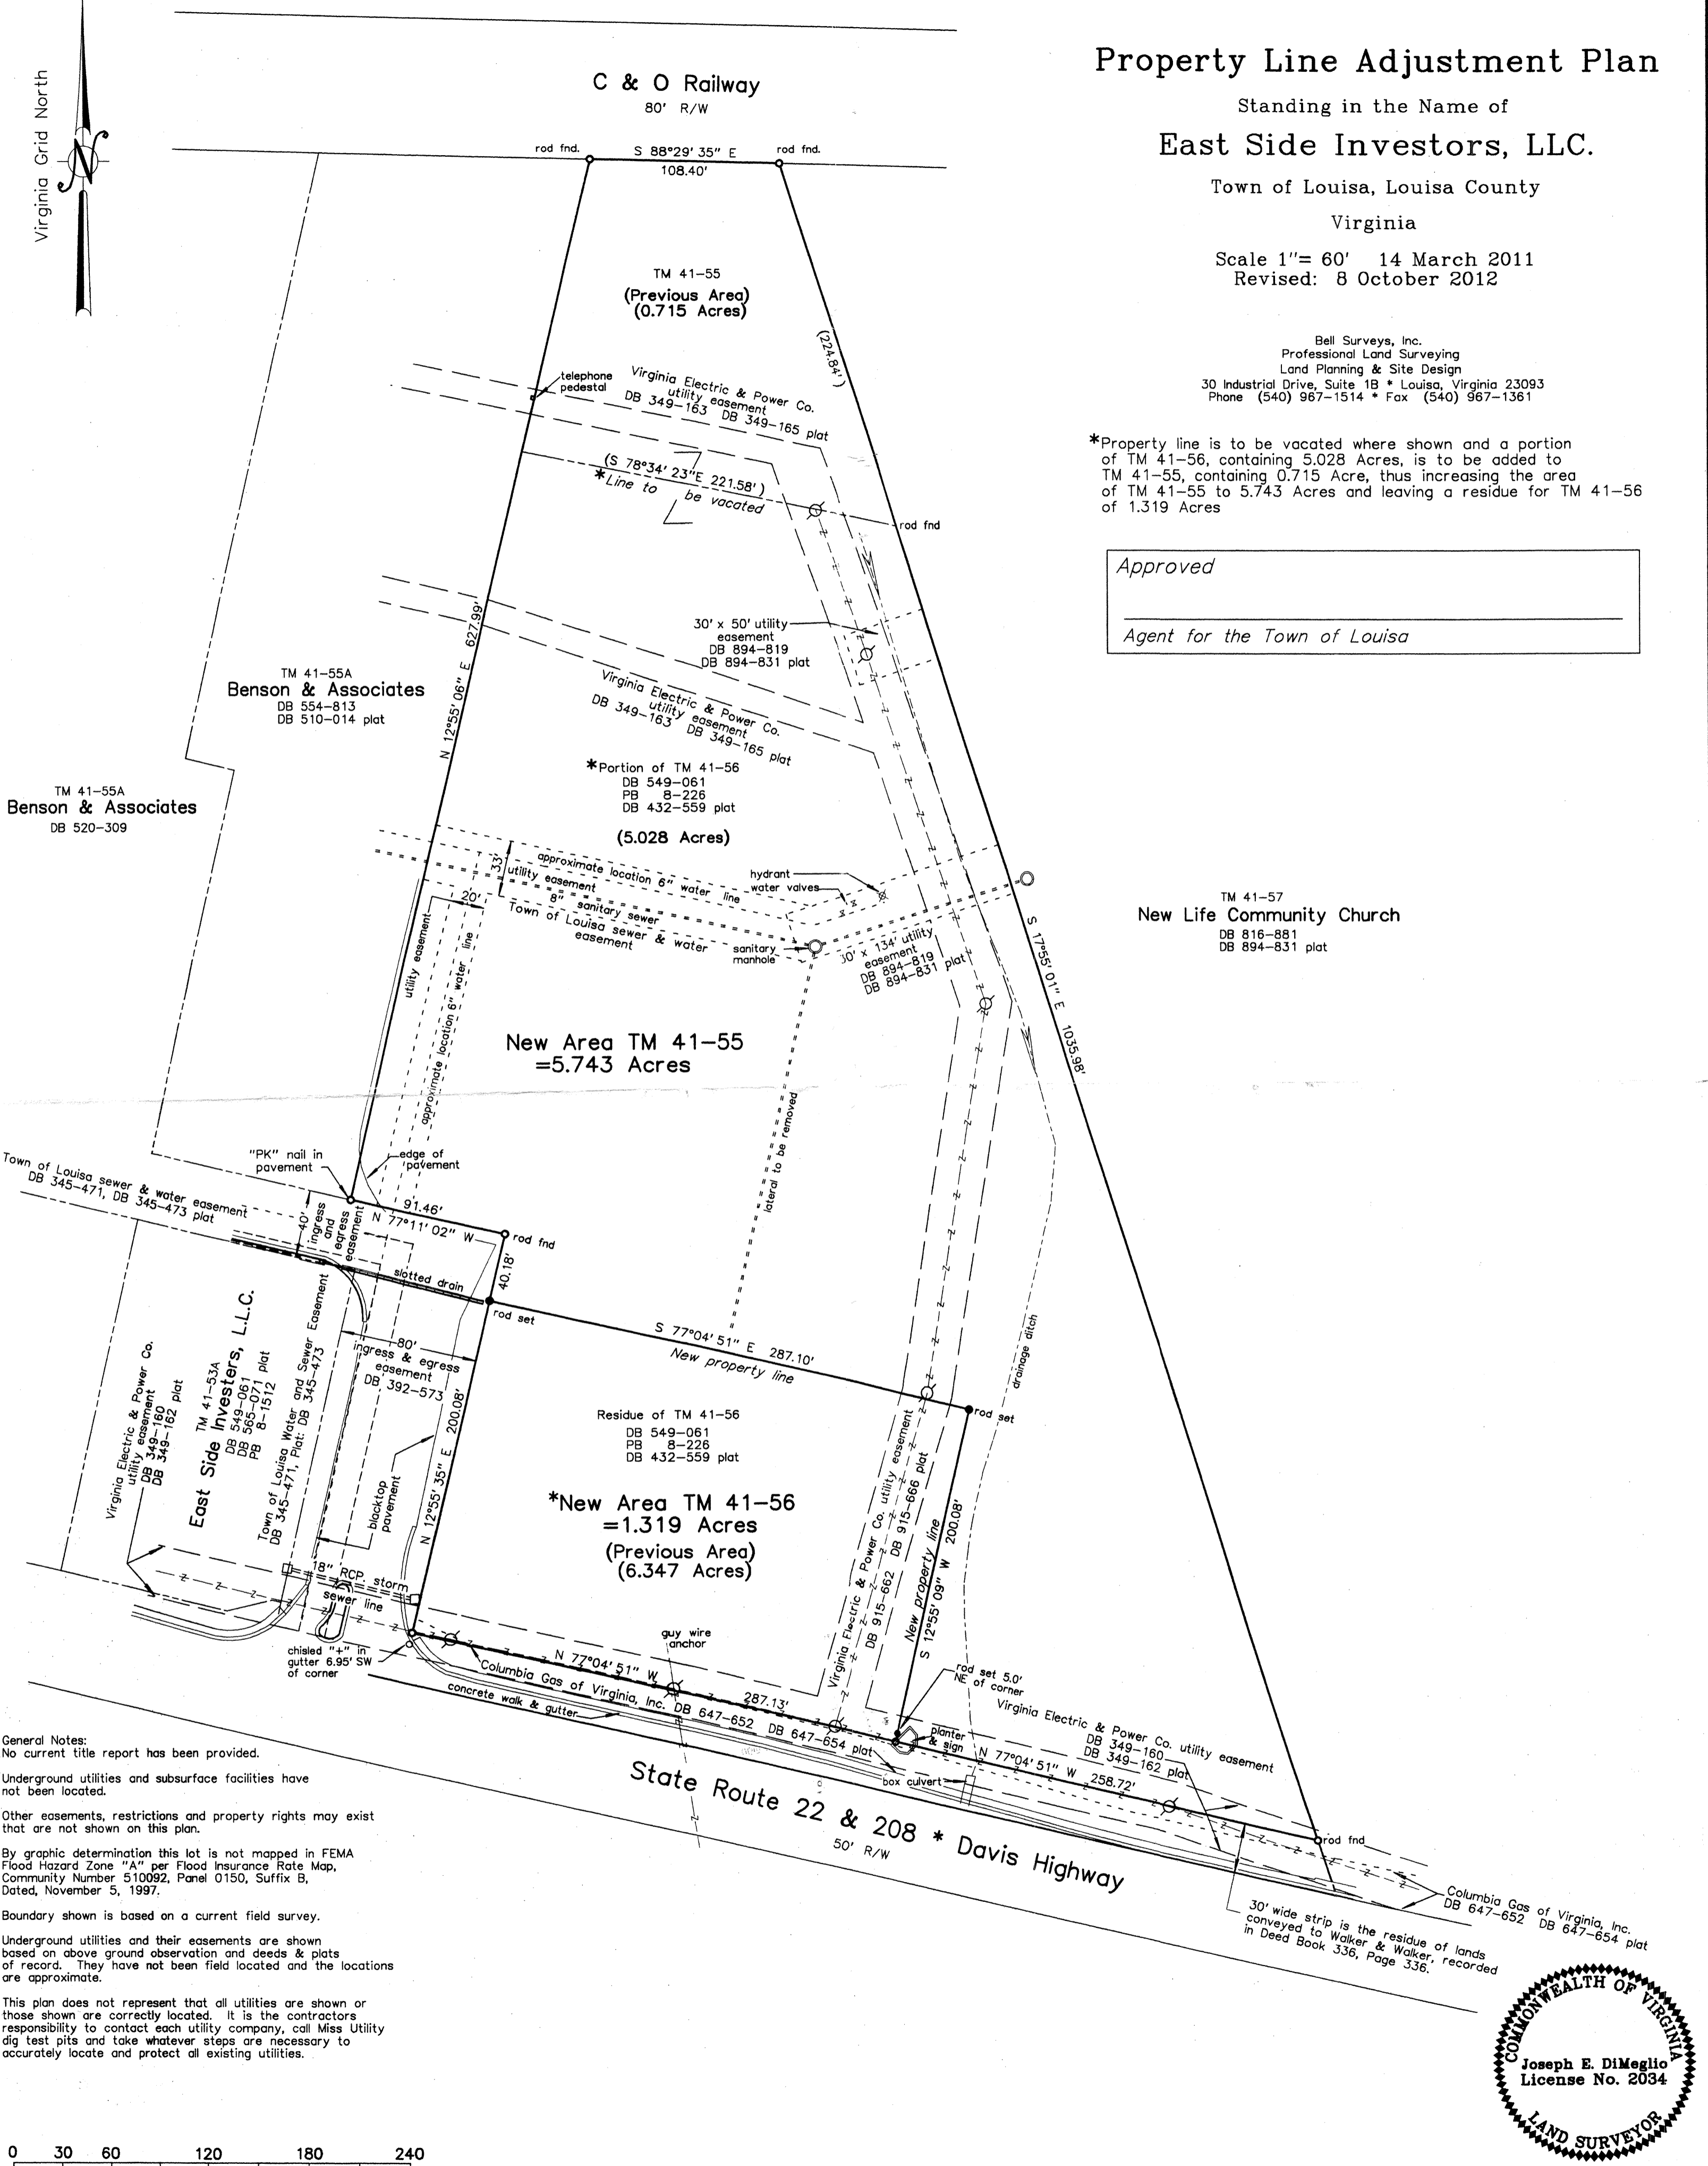 Virginia Grid North
N
C & O Railway
80' R/W
rod fnd.
S 88°29' 35" E
108.40'
rod fnd.
Property Line Adjustment Plan
Standing in the Name of
East Side Investors, LLC.
Town of Louisa, Louisa County
Virginia
Scale 1"= 60' 14 March 2011
Revised: 8 October 2012
Bell Surveys, Inc.
Professional Land Surveying
Land Planning & Site Design
30 Industrial Drive, Suite 1B * Louisa, Virginia 23093
Phone (540) 967-1514 * Fax (540) 967-1361
*Property line is to be vacated where shown and a portion
of TM 41-56, containing 5.028 Acres, is to be added to
TM 41-55, containing 0.715 Acre, thus increasing the area
of TM 41-55 to 5.743 Acres and leaving a residue for TM 41-56
of 1.319 Acres
Approved
Agent for the Town of Louisa
TM 41-55
(Previous Area)
(0.715 Acres)
(224.84')
telephone
pedestal
Virginia Electric & Power Co.
utility easement
DB 349-163 DB 349-165 plat
(S 78°34' 23"E 221.58')
*Line to be vacated
rod fnd
N 12°55' 06" E 627.99'
30' x 50' utility
easement
DB 894-819
DB 894-831 plat
Virginia Electric & Power Co.
utility easement
DB 349-163 DB 349-165 plat
TM 41-55A
Benson & Associates
DB 554-813
DB 510-014 plat
TM 41-55A
Benson & Associates
DB 520-309
*Portion of TM 41-56
DB 549-061
PB 8-226
DB 432-559 plat
(5.028 Acres)
33'
approximate location 6" water line
utility easement
8" sanitary sewer
Town of Louisa sewer & water
easement
20'
hydrant
water valves
sanitary
manhole
30' x 134' utility
easement
DB 894-819
DB 894-831 plat
utility easement
approximate location 6" water line
S 17°55' 01" E 1035.98'
TM 41-57
New Life Community Church
DB 816-881
DB 894-831 plat
New Area TM 41-55
=5.743 Acres
lateral to be removed
"PK" nail in
pavement
edge of
pavement
Town of Louisa sewer & water easement
DB 345-471, DB 345-473 plat
40'
ingress
and
egress
easement
91.46'
N 77°11' 02" W
rod fnd
40.18'
slotted drain
rod set
S 77°04' 51" E 287.10'
New property line
drainage ditch
rod set
80'
ingress & egress
easement
DB 392-573
Virginia Electric & Power Co.
utility easement
DB 349-160
DB 349-162 plat
East Side Investers, L.L.C.
TM 41-53A
DB 549-061
DB 565-071 plat
PB 8-1512
Town of Louisa Water and Sewer Easement
DB 345-471, Plat: DB 345-473
blacktop
pavement
N 12°55' 35" E 200.08'
Residue of TM 41-56
DB 549-061
PB 8-226
DB 432-559 plat
*New Area TM 41-56
=1.319 Acres
(Previous Area)
(6.347 Acres)
Virginia Electric & Power Co. utility easement
DB 915-662 DB 915-666 plat
New property line
S 12°55' 09" W 200.08'
18" RCP. storm
sewer line
chisled "+" in
gutter 6.95' SW
of corner
guy wire
anchor
N 77°04' 51" W 287.13'
Columbia Gas of Virginia, Inc. DB 647-652 DB 647-654 plat
concrete walk & gutter
rod set 5.0'
NE of corner
planter
& sign
box culvert
Virginia Electric & Power Co. utility easement
DB 349-160
DB 349-162 plat
N 77°04' 51" W 258.72'
rod fnd
State Route 22 & 208 * Davis Highway
50' R/W
Columbia Gas of Virginia, Inc.
DB 647-652 DB 647-654 plat
30' wide strip is the residue of lands
conveyed to Walker & Walker, recorded
in Deed Book 336, Page 336.
General Notes:
No current title report has been provided.
Underground utilities and subsurface facilities have
not been located.
Other easements, restrictions and property rights may exist
that are not shown on this plan.
By graphic determination this lot is not mapped in FEMA
Flood Hazard Zone "A" per Flood Insurance Rate Map,
Community Number 510092, Panel 0150, Suffix B,
Dated, November 5, 1997.
Boundary shown is based on a current field survey.
Underground utilities and their easements are shown
based on above ground observation and deeds & plats
of record. They have not been field located and the locations
are approximate.
This plan does not represent that all utilities are shown or
those shown are correctly located. It is the contractors
responsibility to contact each utility company, call Miss Utility
dig test pits and take whatever steps are necessary to
accurately locate and protect all existing utilities.
COMMONWEALTH OF VIRGINIA
Joseph E. DiMeglio
License No. 2034
LAND SURVEYOR
0 30 60 120 180 240